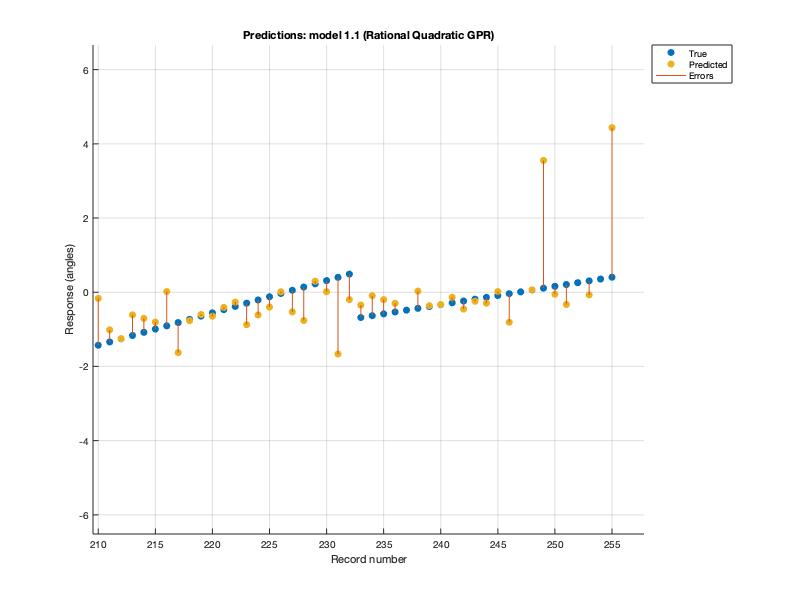 Predictions: model 1.1 (Rational Quadratic GPR)
True
Predicted
Errors
6
4
2
0
-2
-4
-6
Response (angles)
210 215 220 225 230 235 240 245 250 255
Record number